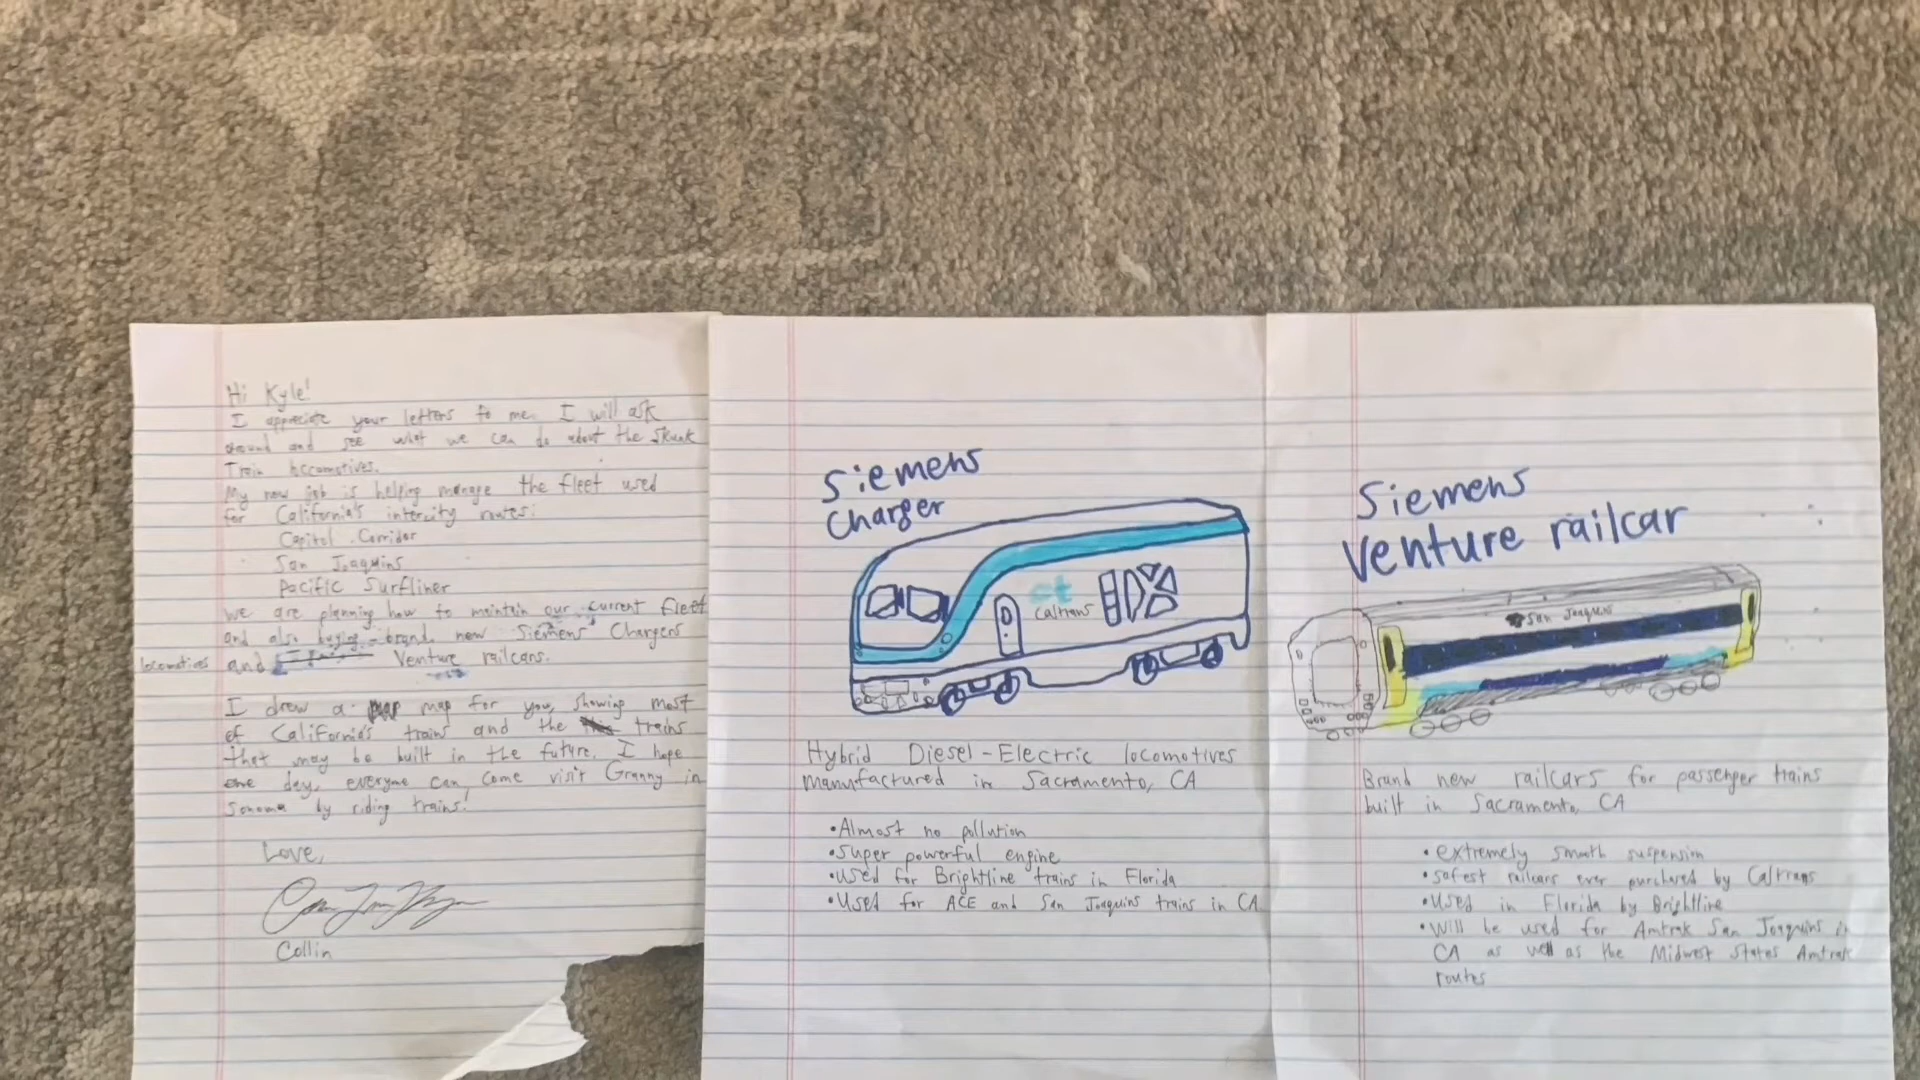 Hi Kyle!
I appreciate your letters to me. I will ask
around and see what we can do about the Skunk
Train locomotives.
My new job is helping manage the fleet used
for California's intercity routes:
Capitol Corridor
San Joaquins
Pacific Surfliner
We are planning how to maintain our current fleet
and also buying brand new Siemens Chargers
locomotives and Venture railcars.
I drew a map for you, showing most
of California's trains and the trains
that may be built in the future. I hope
one day, everyone can come visit Granny in
Sonoma by riding trains!
Love,
Collin
Siemens
Charger
ct
Caltrans
Hybrid Diesel-Electric locomotives
manufactured in Sacramento, CA
•Almost no pollution
•Super powerful engine
•Used for Brightline trains in Florida
•Used for ACE and San Joaquins trains in CA
Siemens
Venture railcar
San Joaquins
Brand new railcars for passenger trains
built in Sacramento, CA
•extremely smooth suspension
•safest railcars ever purchased by Caltrans
•Used in Florida by Brightline
•Will be used for Amtrak San Joaquins in
CA as well as the Midwest States Amtrak
routes